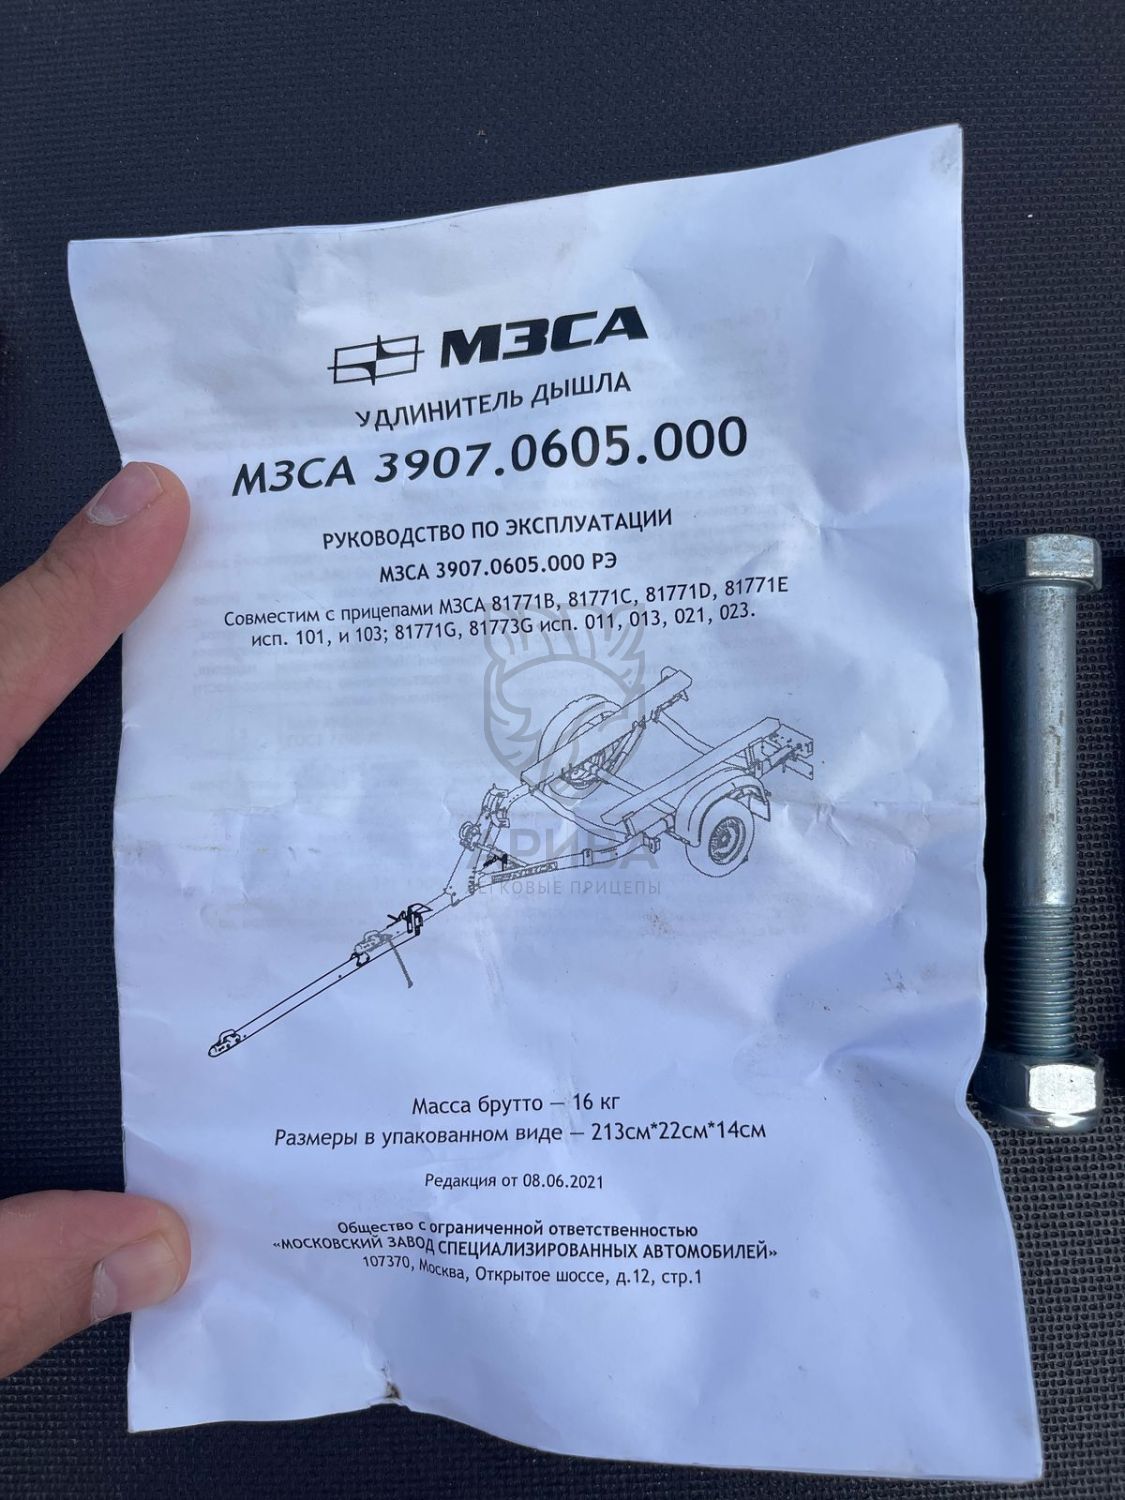 МЗСА
УДЛИНИТЕЛЬ ДЫШЛА
МЗСА 3907.0605.000
РУКОВОДСТВО ПО ЭКСПЛУАТАЦИИ
МЗСА 3907.0605.000 РЭ
Совместим с прицепами МЗСА 81771B, 81771C, 81771D, 81771E
исп. 101, и 103; 81771G, 81773G исп. 011, 013, 021, 023.
АРИВА
ЛЕГКОВЫЕ ПРИЦЕПЫ
Масса брутто – 16 кг
Размеры в упакованном виде – 213см*22см*14см
Редакция от 08.06.2021
Общество с ограниченной ответственностью
«МОСКОВСКИЙ ЗАВОД СПЕЦИАЛИЗИРОВАННЫХ АВТОМОБИЛЕЙ»
107370, Москва, Открытое шоссе, д.12, стр.1